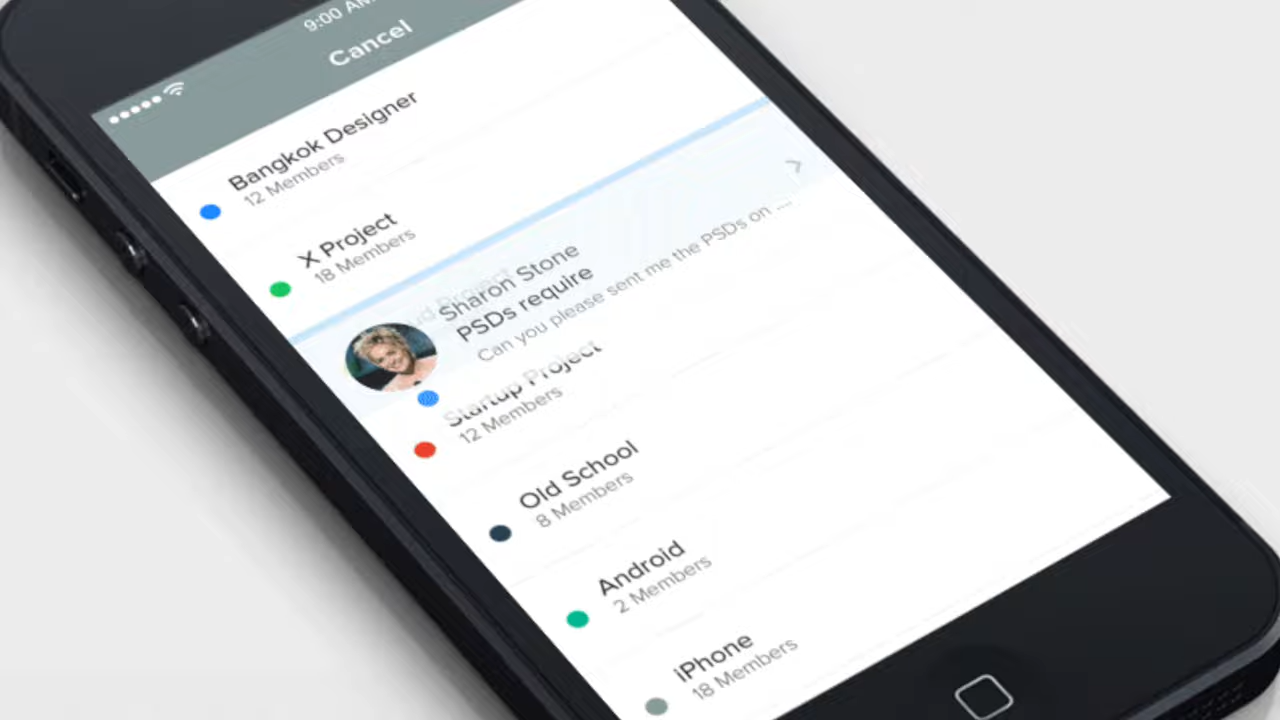 9:00 AM
Cancel
Bangkok Designer
12 Members
X Project
18 Members
Sharon Stone
PSDs require
Can you please sent me the PSDs on ...
Startup Project
12 Members
Old School
8 Members
Android
2 Members
iPhone
18 Members